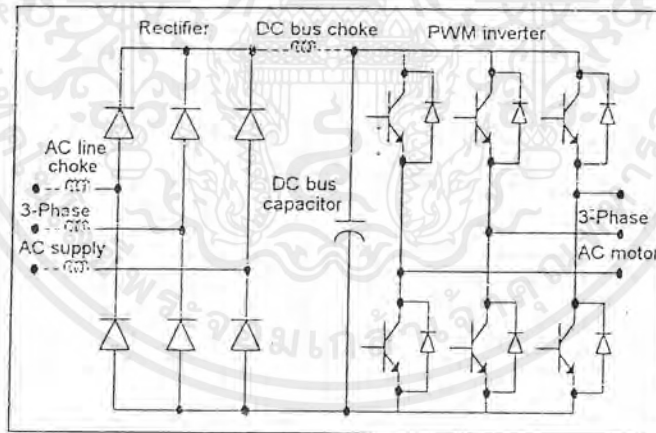 Rectifier
DC bus choke
PWM inverter
AC line
choke
3-Phase
AC supply
DC bus
capacitor
3-Phase
AC motor